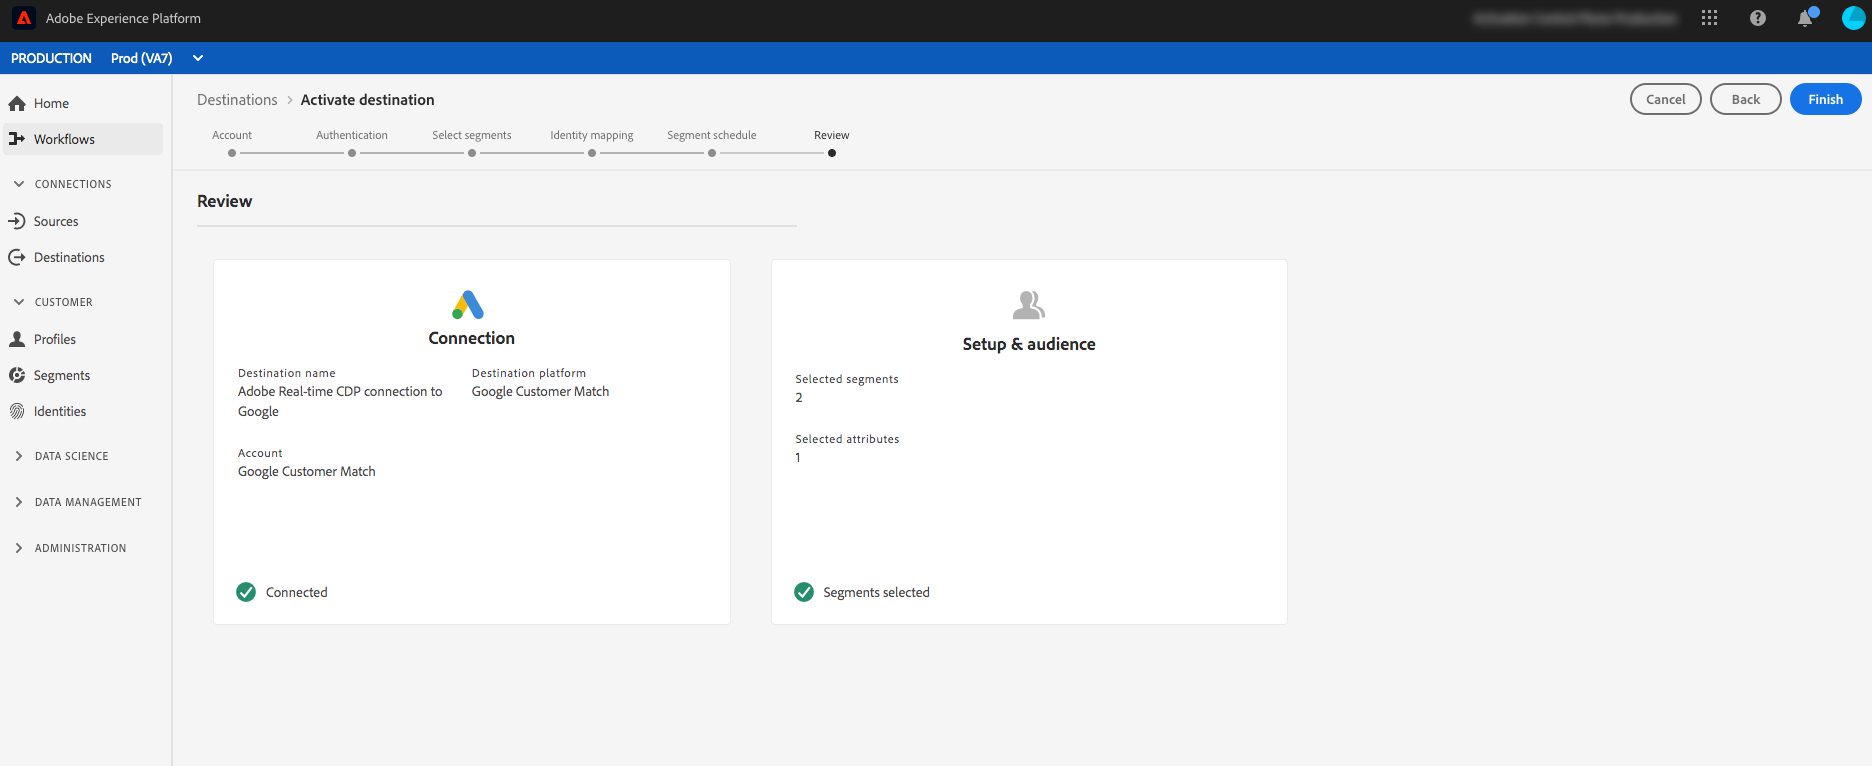 Adobe Experience Platform
PRODUCTION Prod (VA7)
Home
Workflows
CONNECTIONS
Sources
Destinations
CUSTOMER
Profiles
Segments
Identities
DATA SCIENCE
DATA MANAGEMENT
ADMINISTRATION
Destinations > Activate destination
Cancel Back Finish
Account Authentication Select segments Identity mapping Segment schedule Review
Review
Connection
Destination name
Adobe Real-time CDP connection to
Google
Destination platform
Google Customer Match
Account
Google Customer Match
Connected
Setup & audience
Selected segments
2
Selected attributes
1
Segments selected